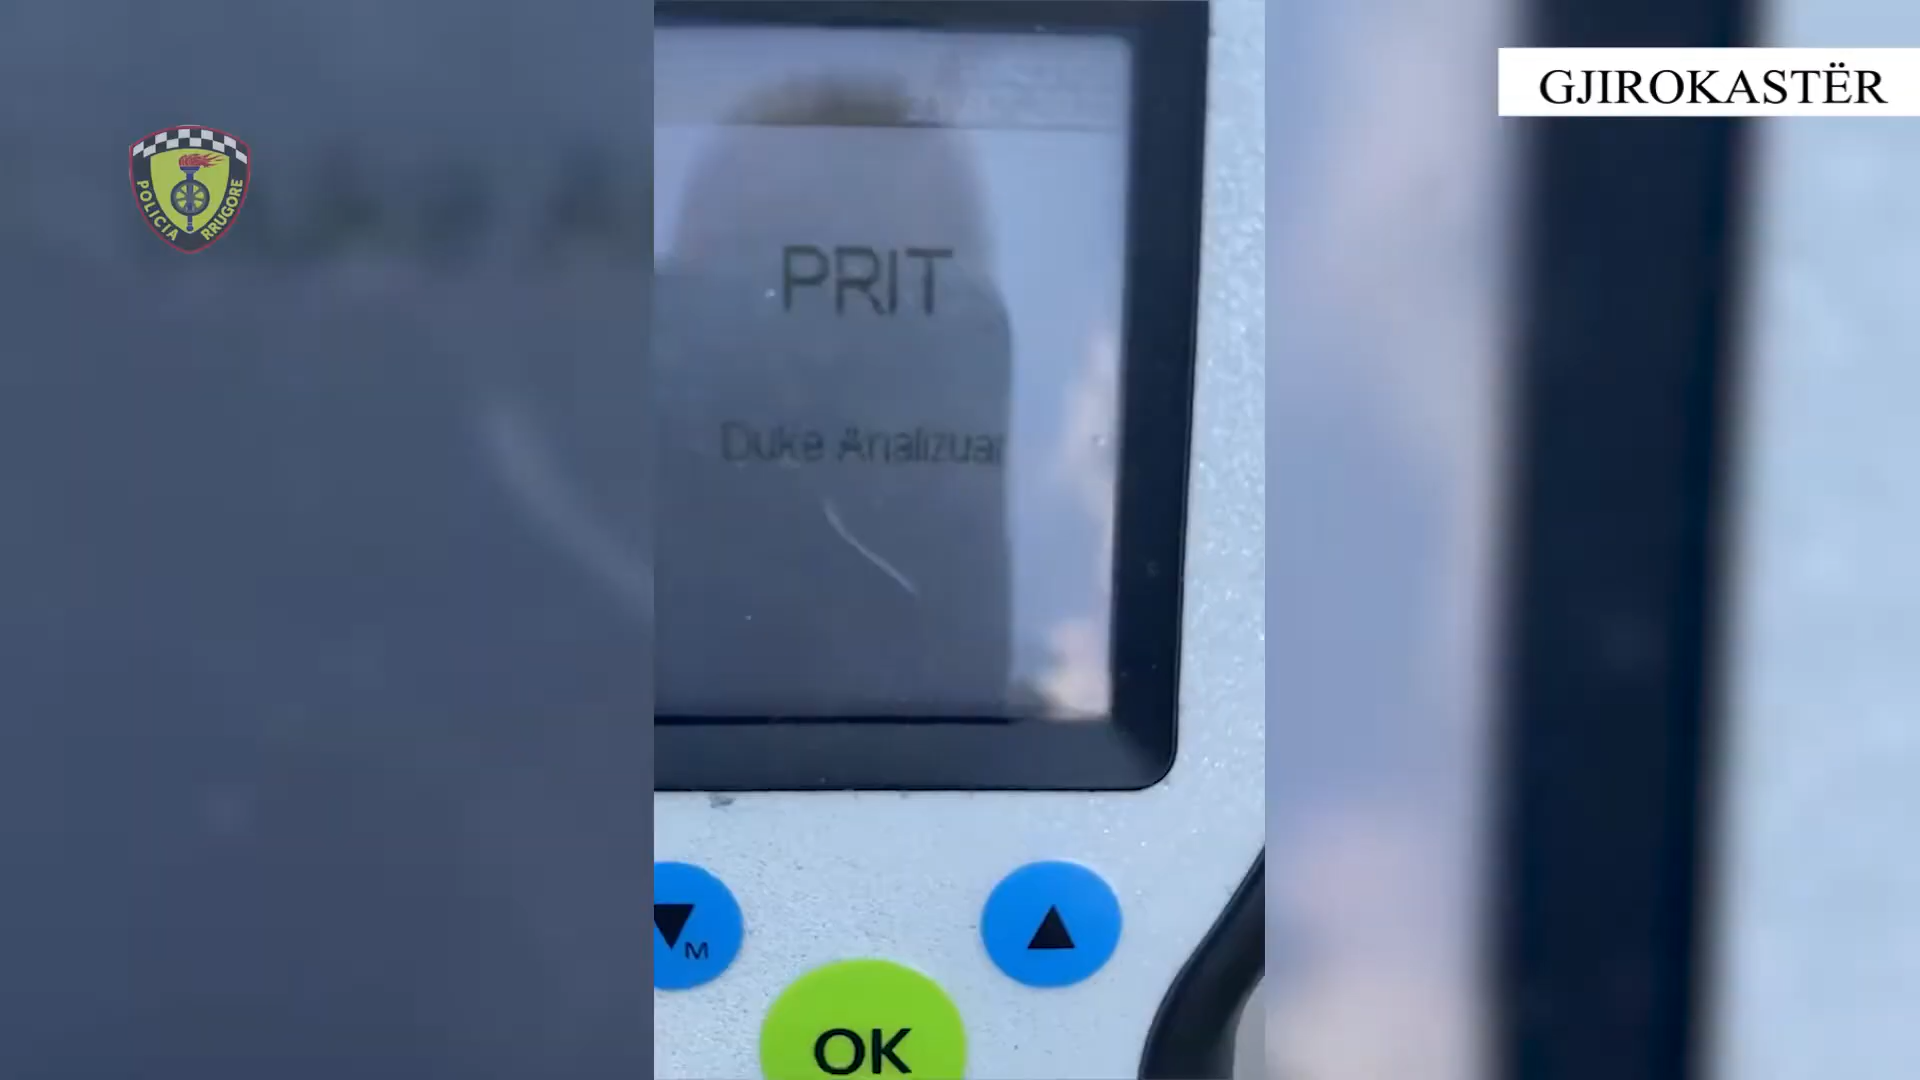 GJIROKASTËR
POLICIA RRUGORE
PRIT
Duke Analizuar
M
OK